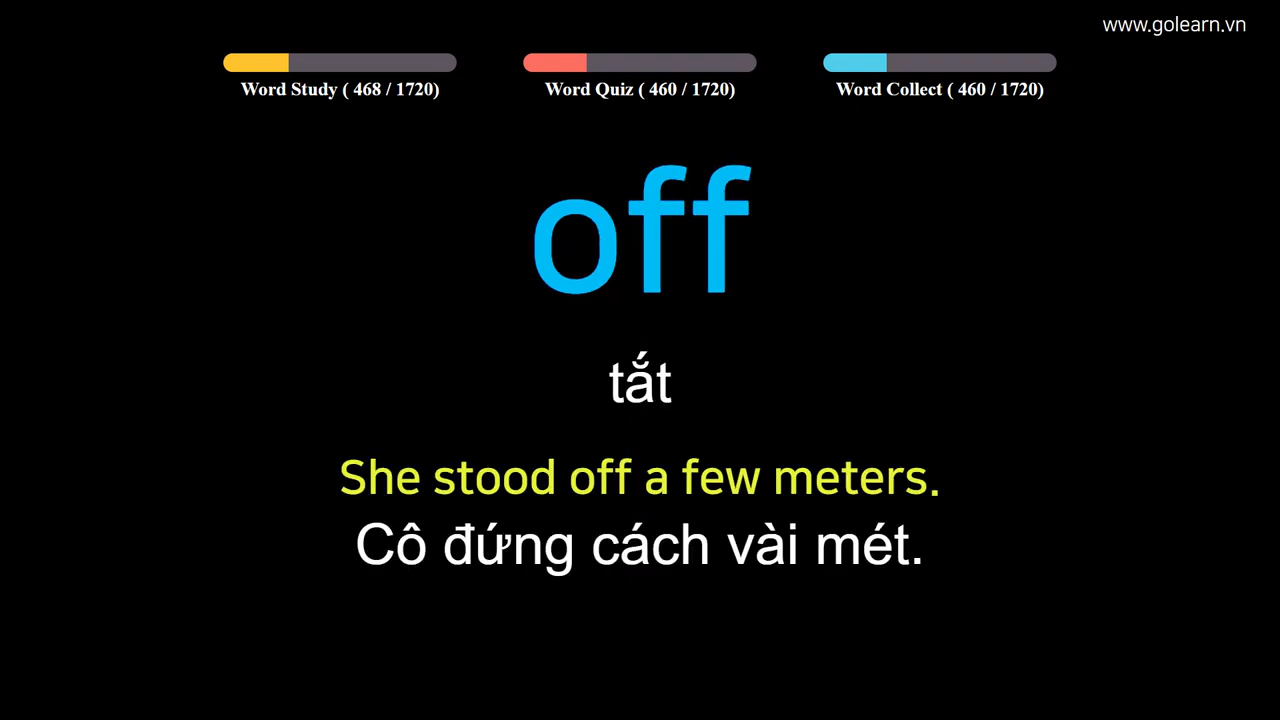 www.golearn.vn
Word Study ( 468 / 1720)
Word Quiz ( 460 / 1720)
Word Collect ( 460 / 1720)
off
tắt
She stood off a few meters.
Cô đứng cách vài mét.